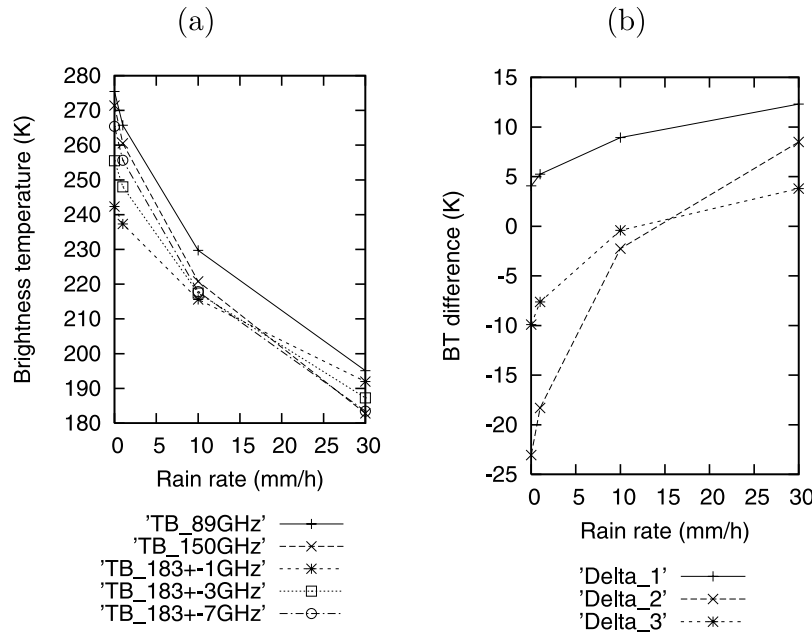 (a)
280
270
260
250
240
230
220
210
200
190
180
Brightness temperature (K)
0 5 10 15 20 25 30
Rain rate (mm/h)
'TB_89GHz'
'TB_150GHz'
'TB_183+-1GHz'
'TB_183+-3GHz'
'TB_183+-7GHz'
(b)
15
10
5
0
-5
-10
-15
-20
-25
BT difference (K)
0 5 10 15 20 25 30
Rain rate (mm/h)
'Delta_1'
'Delta_2'
'Delta_3'